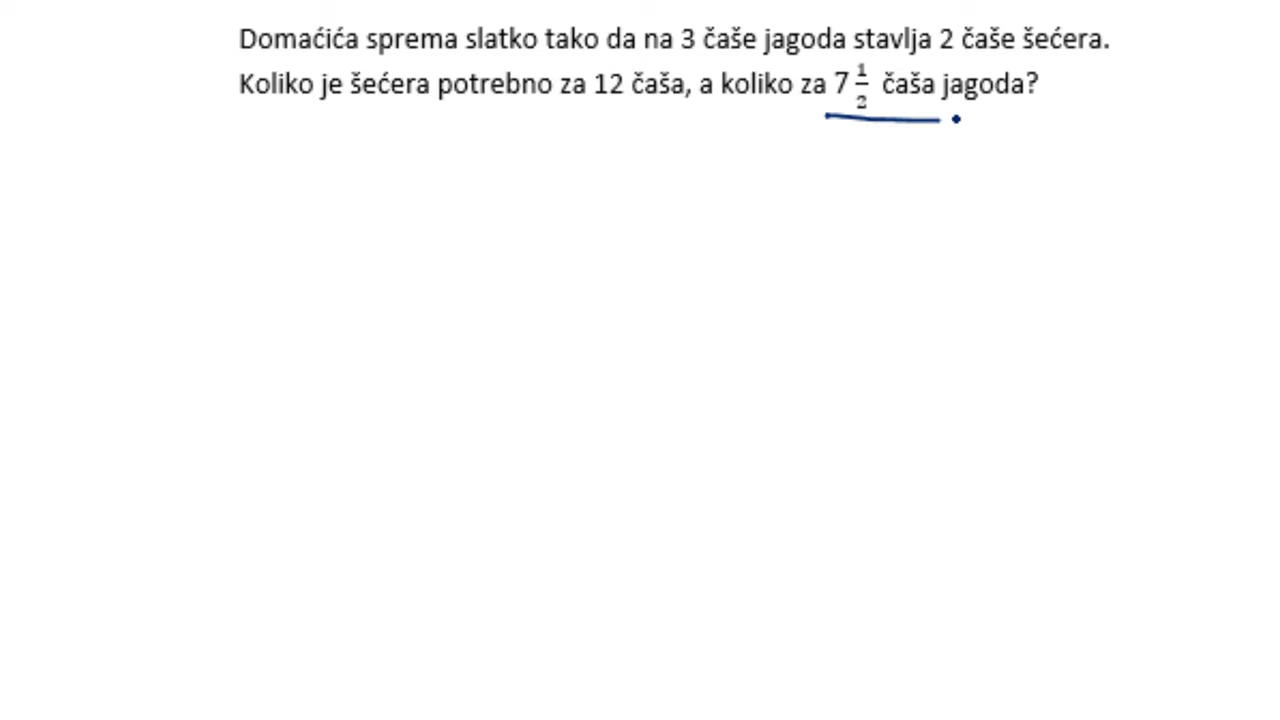 Domaćića sprema slatko tako da na 3 čaše jagoda stavlja 2 čaše šećera.
Koliko je šećera potrebno za 12 čaša, a koliko za 7 1/2 čaša jagoda?